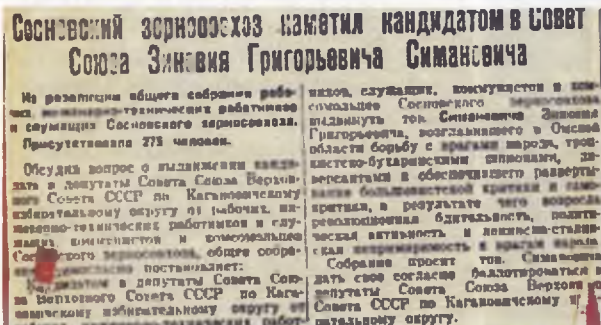 Сосновский зерносовхоз наметил кандидатом в Совет
Союза Зиновия Григорьевича Симановича
Из резолюции общего собрания рабо-
чих, инженерно-технических работников
и служащих Сосновского зерносовхоза.
Присутствовало 275 человек.
Обсудив вопрос о выдвижении канди-
дата в депутаты Совета Союза Верхов-
ного Совета СССР по Кагановичскому
избирательному округу от рабочих, ин-
женерно-технических работников и слу-
жащих, коммунистов и комсомольцев
Сосновского зерносовхоза, общее собра-
постановляет:
Кандидатом в депутаты Совета Сою-
за Верховного Совета СССР по Кага-
новичскому избирательному округу от
технических работ-
ников, служащих, коммунистов и ком-
сомольцев Сосновского зерносовхоза
выдвинуть тов. Симановича Зиновия
Григорьевича, возглавившего в Омской
области борьбу с врагами народа, троц-
кистско-бухаринскими шпионами, ди-
версантами и обеспечившего разверты-
вание большевистской критики и само-
критики, в результате чего возросла
революционная бдительность, полити-
ческая активность и ленинско-сталин-
ская непримиримость к врагам народа.
Собрание просит тов. Симановича
дать свое согласие баллотироваться в
депутаты Совета Союза Верховного
Совета СССР по Кагановичскому из-
бирательному округу.